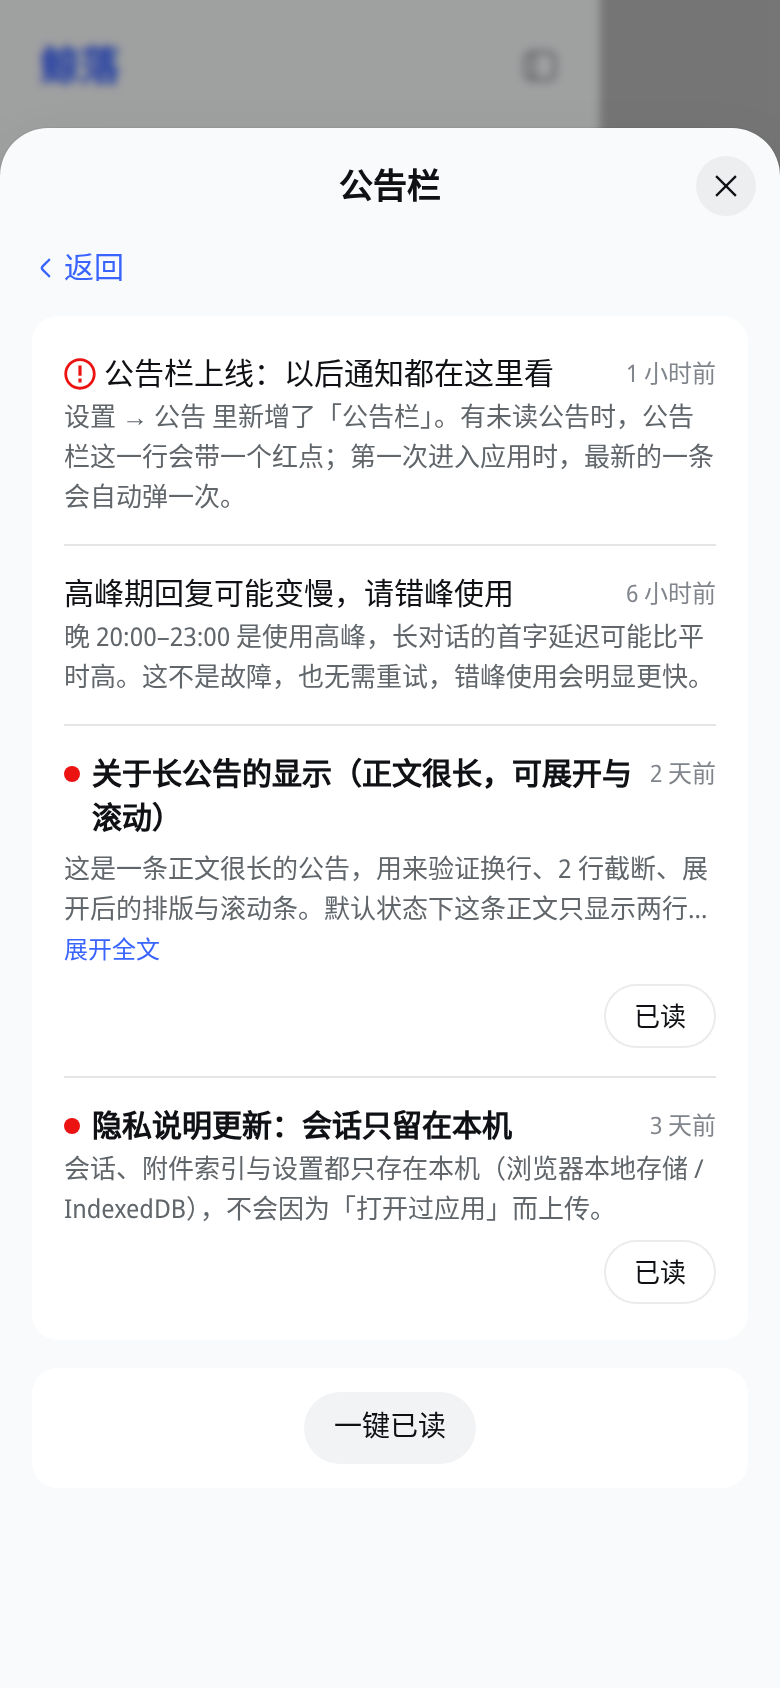 鲸落
公告栏
返回
公告栏上线：以后通知都在这里看
1 小时前
设置 → 公告 里新增了「公告栏」。有未读公告时，公告
栏这一行会带一个红点；第一次进入应用时，最新的一条
会自动弹一次。
高峰期回复可能变慢，请错峰使用
6 小时前
晚 20:00–23:00 是使用高峰，长对话的首字延迟可能比平
时高。这不是故障，也无需重试，错峰使用会明显更快。
关于长公告的显示（正文很长，可展开与
2 天前
滚动）
这是一条正文很长的公告，用来验证换行、2 行截断、展
开后的排版与滚动条。默认状态下这条正文只显示两行...
展开全文
已读
隐私说明更新：会话只留在本机
3 天前
会话、附件索引与设置都只存在本机（浏览器本地存储 /
IndexedDB），不会因为「打开过应用」而上传。
已读
一键已读